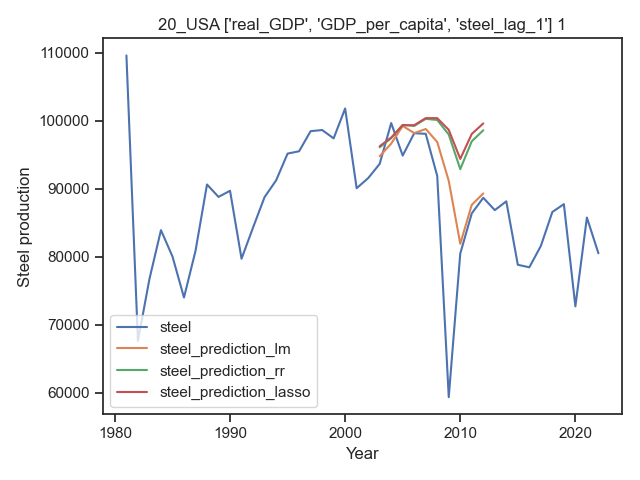 20_USA ['real_GDP', 'GDP_per_capita', 'steel_lag_1'] 1
110000
100000
90000
80000
70000
60000
Steel production
steel
steel_prediction_lm
steel_prediction_rr
steel_prediction_lasso
1980
1990
2000
2010
2020
Year